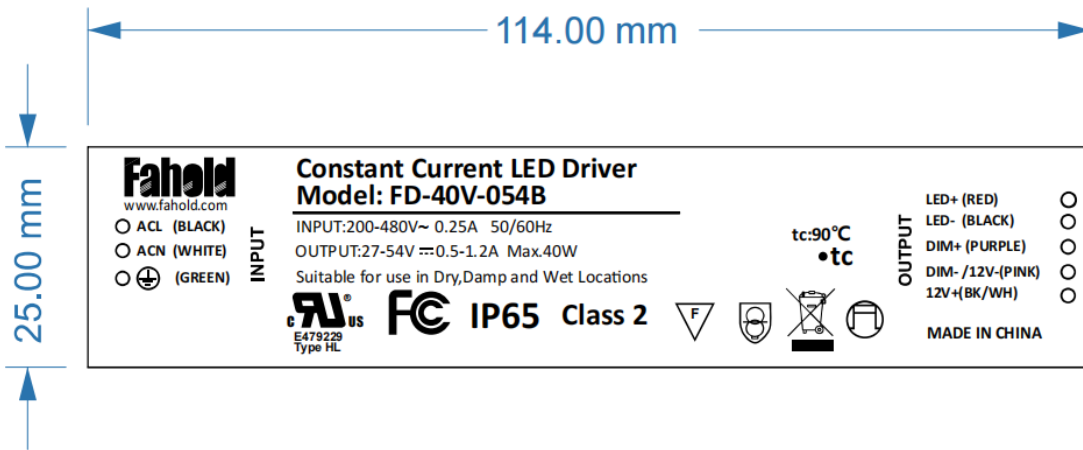 114.00 mm
25.00 mm
Fahold
www.fahold.com
ACL (BLACK)
ACN (WHITE)
(GREEN)
INPUT
Constant Current LED Driver
Model: FD-40V-054B
INPUT:200-480V~ 0.25A 50/60Hz
OUTPUT:27-54V⎓0.5-1.2A Max.40W
Suitable for use in Dry,Damp and Wet Locations
c RU ® US
E479229
Type HL
FC
IP65
Class 2
F
tc:90℃
•tc
OUTPUT
LED+ (RED)
LED- (BLACK)
DIM+ (PURPLE)
DIM- /12V-(PINK)
12V+(BK/WH)
MADE IN CHINA